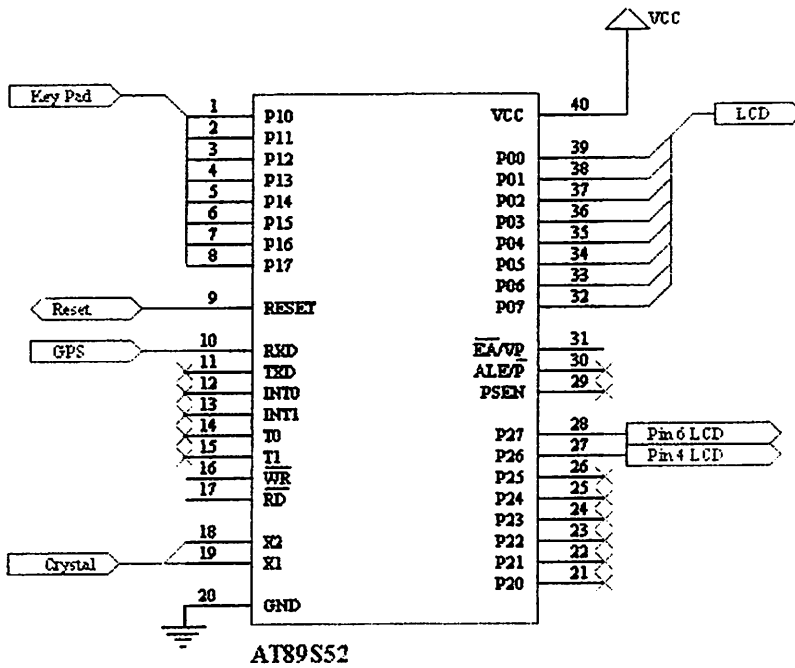 VCC
Key Pad
1 P10 VCC 40
LCD
2 P11
3 P12 P00 39
4 P13 P01 38
5 P14 P02 37
6 P15 P03 36
7 P16 P04 35
8 P17 P05 34
P06 33
P07 32
Reset 9 RESET
GPS 10 RXD EA/VP 31
11 TXD ALE/P 30
12 INT0 PSEN 29
13 INT1
14 T0 P27 28 Pin 6 LCD
15 T1 P26 27 Pin 4 LCD
16 WR P25 26
17 RD P24 25
P23 24
18 X2 P22 23
Crystal 19 X1 P21 22
P20 21
20 GND
AT89S52